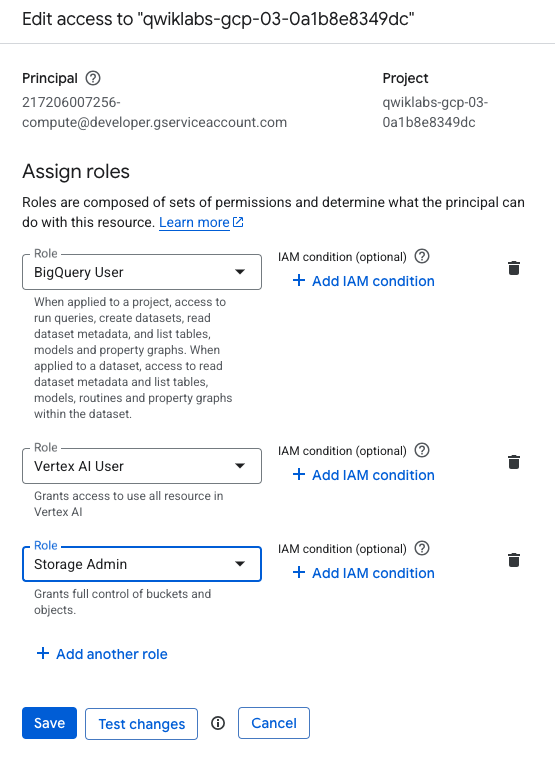 Edit access to "qwiklabs-gcp-03-0a1b8e8349dc"
Principal
Project
217206007256-
compute@developer.gserviceaccount.com
qwiklabs-gcp-03-
0a1b8e8349dc
Assign roles
Roles are composed of sets of permissions and determine what the principal can
do with this resource. Learn more
Role
BigQuery User
IAM condition (optional)
Add IAM condition
When applied to a project, access to
run queries, create datasets, read
dataset metadata, and list tables,
models and property graphs. When
applied to a dataset, access to read
dataset metadata and list tables,
models, routines and property graphs
within the dataset.
Role
Vertex AI User
IAM condition (optional)
Add IAM condition
Grants access to use all resource in
Vertex AI
Role
Storage Admin
IAM condition (optional)
Add IAM condition
Grants full control of buckets and
objects.
Add another role
Save
Test changes
Cancel